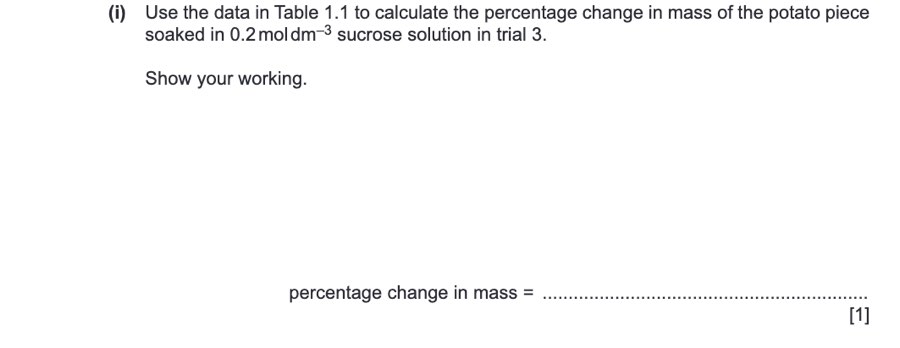 (i) Use the data in Table 1.1 to calculate the percentage change in mass of the potato piece
soaked in 0.2 mol dm⁻³ sucrose solution in trial 3.
Show your working.
percentage change in mass = ................................................................
[1]